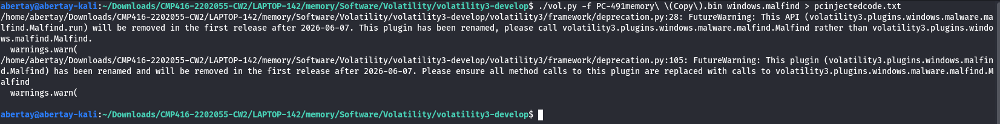 abertay@abertay-kali:~/Downloads/CMP416-2202055-CW2/LAPTOP-142/memory/Software/Volatility/volatility3-develop$ ./vol.py -f PC-491memory\ \(Copy\).bin windows.malfind > pcinjectedcode.txt
/home/abertay/Downloads/CMP416-2202055-CW2/LAPTOP-142/memory/Software/Volatility/volatility3-develop/volatility3/framework/deprecation.py:28: FutureWarning: This API (volatility3.plugins.windows.malware.ma
lfind.Malfind.run) will be removed in the first release after 2026-06-07. This plugin has been renamed, please call volatility3.plugins.windows.malware.malfind.Malfind rather than volatility3.plugins.windo
ws.malfind.Malfind.
  warnings.warn(
/home/abertay/Downloads/CMP416-2202055-CW2/LAPTOP-142/memory/Software/Volatility/volatility3-develop/volatility3/framework/deprecation.py:105: FutureWarning: This plugin (volatility3.plugins.windows.malfin
d.Malfind) has been renamed and will be removed in the first release after 2026-06-07. Please ensure all method calls to this plugin are replaced with calls to volatility3.plugins.windows.malware.malfind.M
alfind
  warnings.warn(
abertay@abertay-kali:~/Downloads/CMP416-2202055-CW2/LAPTOP-142/memory/Software/Volatility/volatility3-develop$